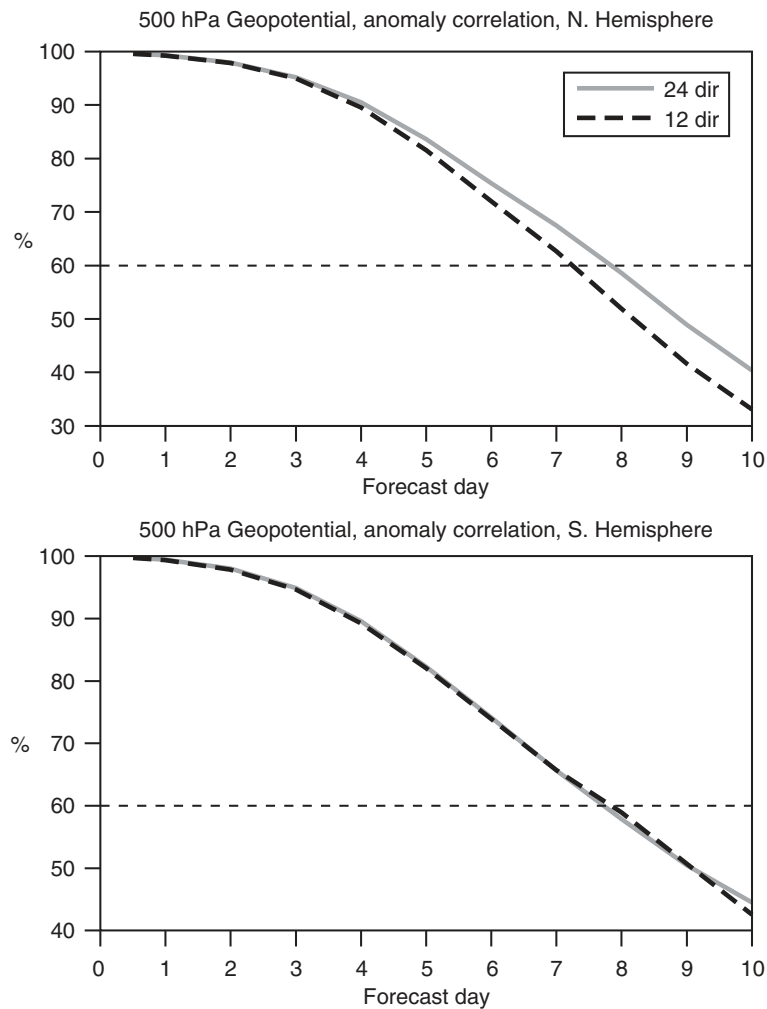 500 hPa Geopotential, anomaly correlation, N. Hemisphere
100
90
80
70
60
50
40
30
%
24 dir
12 dir
0 1 2 3 4 5 6 7 8 9 10
Forecast day
500 hPa Geopotential, anomaly correlation, S. Hemisphere
100
90
80
70
60
50
40
%
0 1 2 3 4 5 6 7 8 9 10
Forecast day